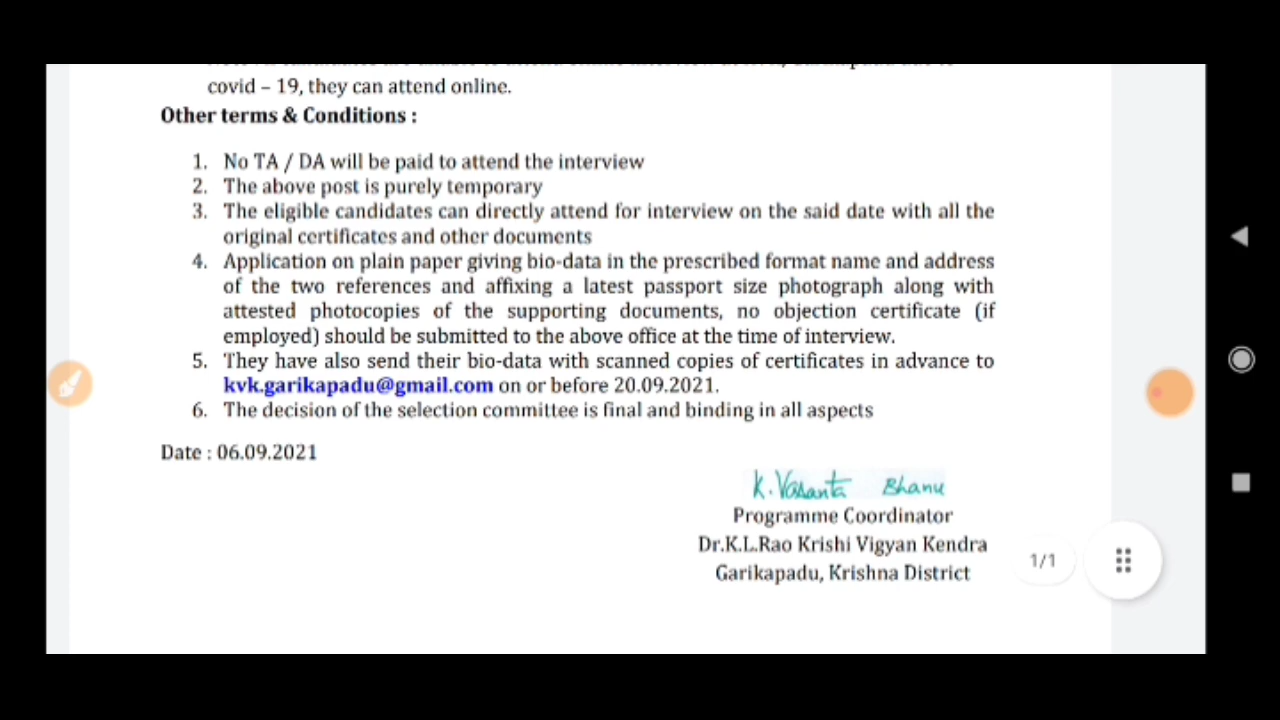 covid – 19, they can attend online.
Other terms & Conditions :
1. No TA / DA will be paid to attend the interview
2. The above post is purely temporary
3. The eligible candidates can directly attend for interview on the said date with all the
original certificates and other documents
4. Application on plain paper giving bio-data in the prescribed format name and address
of the two references and affixing a latest passport size photograph along with
attested photocopies of the supporting documents, no objection certificate (if
employed) should be submitted to the above office at the time of interview.
5. They have also send their bio-data with scanned copies of certificates in advance to
kvk.garikapadu@gmail.com on or before 20.09.2021.
6. The decision of the selection committee is final and binding in all aspects
Date : 06.09.2021
K. Vasanta Bhanu
Programme Coordinator
Dr.K.L.Rao Krishi Vigyan Kendra
Garikapadu, Krishna District
1/1